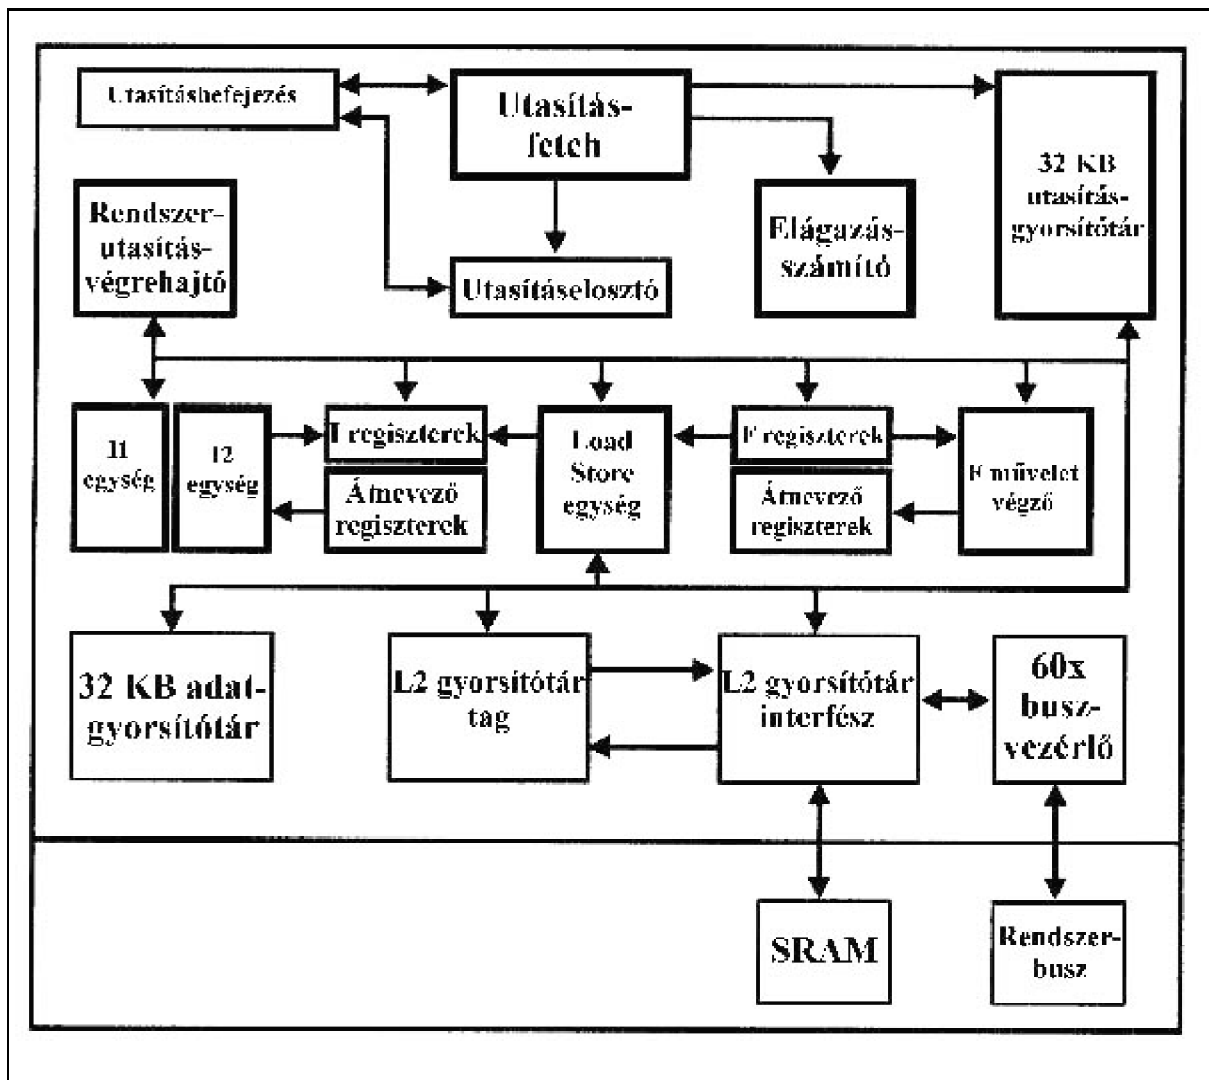 Utasításbefejezés
Utasítás-
fetch
32 KB
utasítás-
gyorsítótár
Rendszer-
utasítás-
végrehajtó
Elágazás-
számító
Utasításelosztó
I1
egység
I2
egység
I regiszterek
Átnevező
regiszterek
Load
Store
egység
F regiszterek
Átnevező
regiszterek
F művelet
végző
32 KB adat-
gyorsítótár
L2 gyorsítótár
tag
L2 gyorsítótár
interfész
60x
busz-
vezérlő
SRAM
Rendszer-
busz